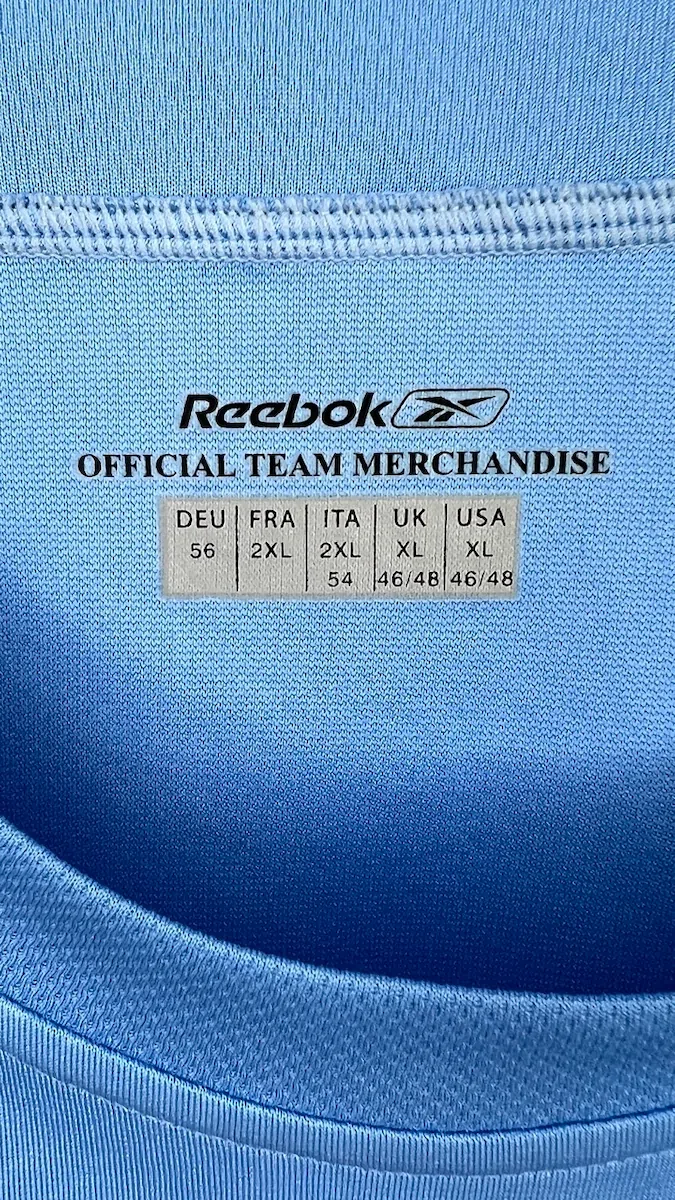 Reebok
OFFICIAL TEAM MERCHANDISE
DEU FRA ITA UK USA
56 2XL 2XL XL XL
54 46/48 46/48